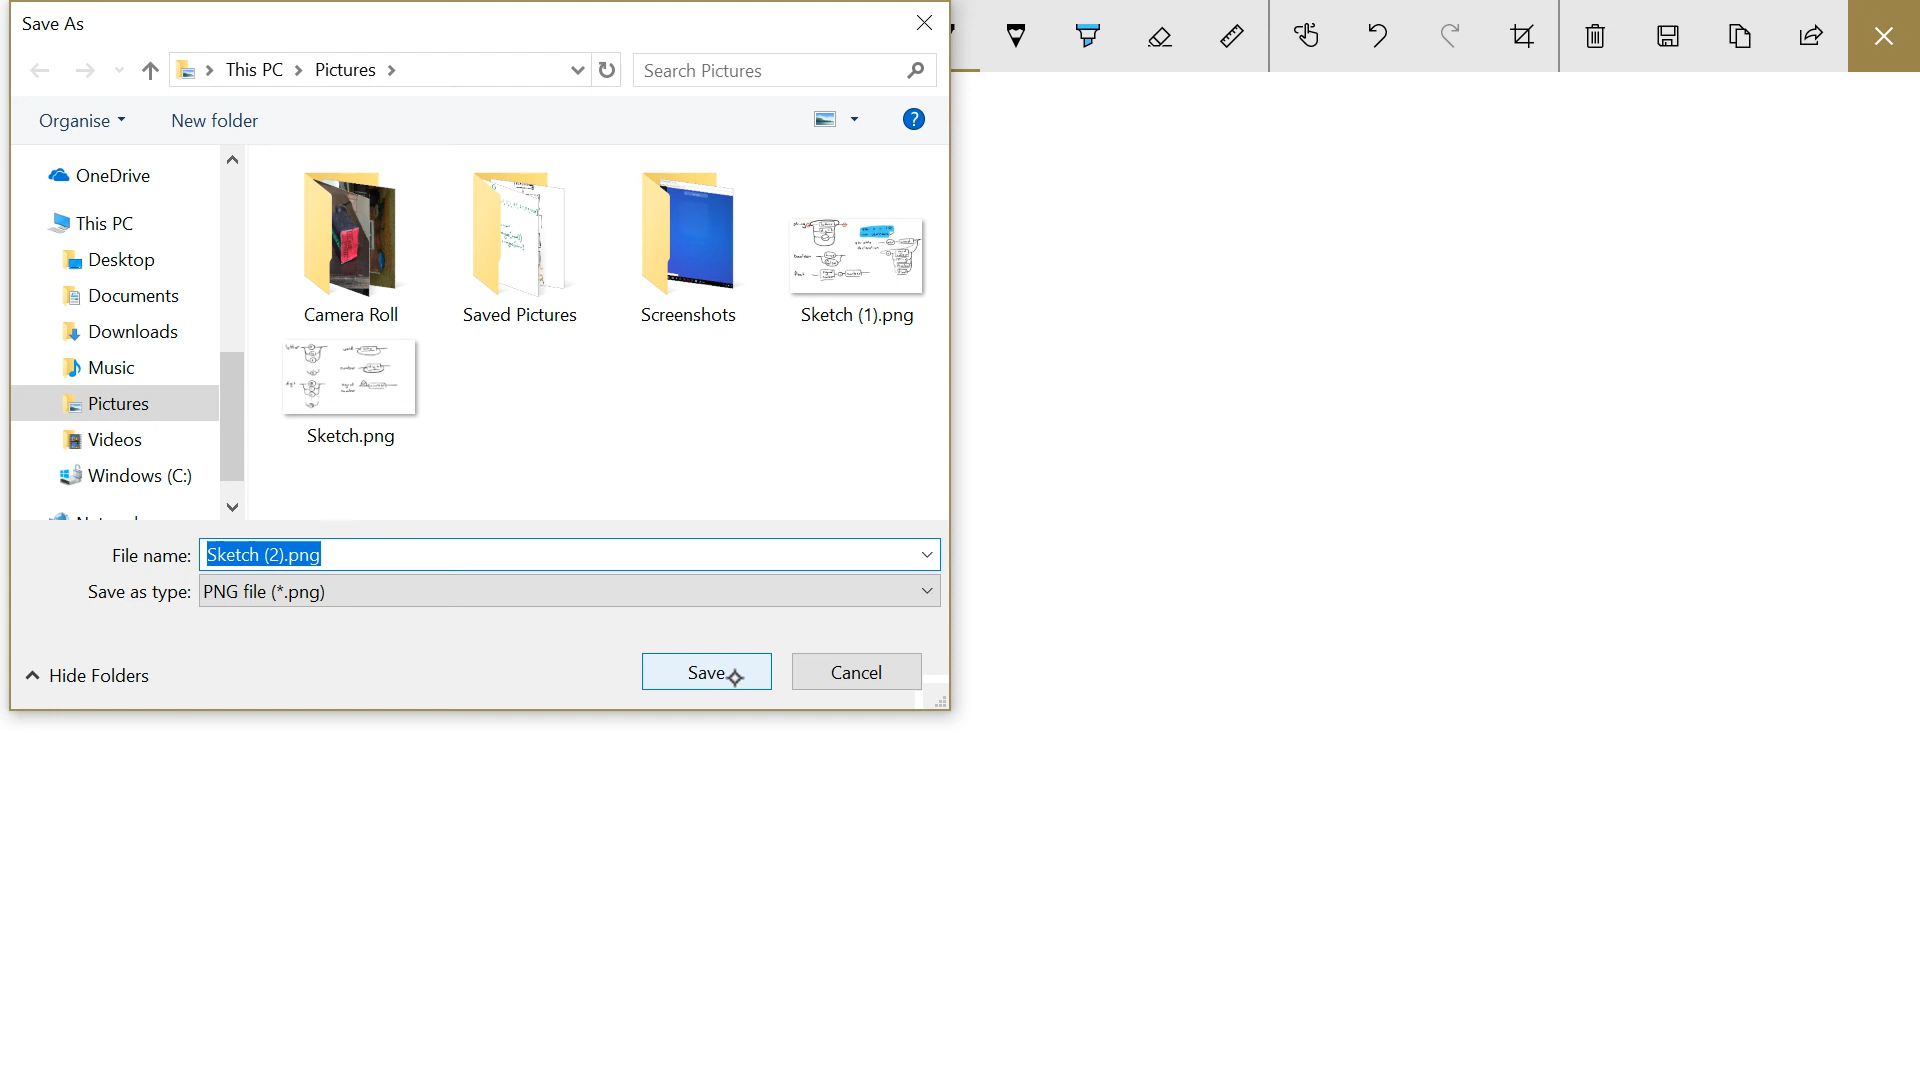 Save As
This PC
Pictures
Search Pictures
Organise
New folder
?
OneDrive
This PC
Desktop
Documents
Downloads
Music
Pictures
Videos
Windows (C:)
Camera Roll
Saved Pictures
Screenshots
Sketch (1).png
Sketch.png
File name:
Sketch (2).png
Save as type:
PNG file (*.png)
Hide Folders
Save
Cancel